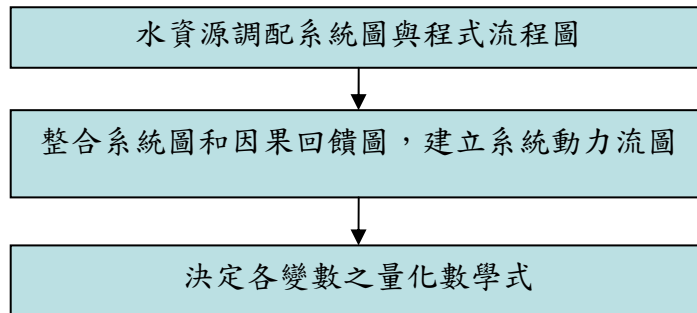 水資源調配系統圖與程式流程圖
整合系統圖和因果回饋圖，建立系統動力流圖
決定各變數之量化數學式